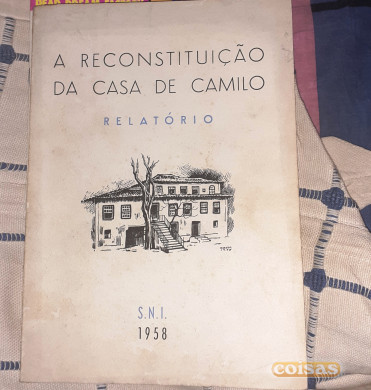 A RECONSTITUIÇÃO
DA CASA DE CAMILO
RELATÓRIO
S.N.I.
1958
coisas